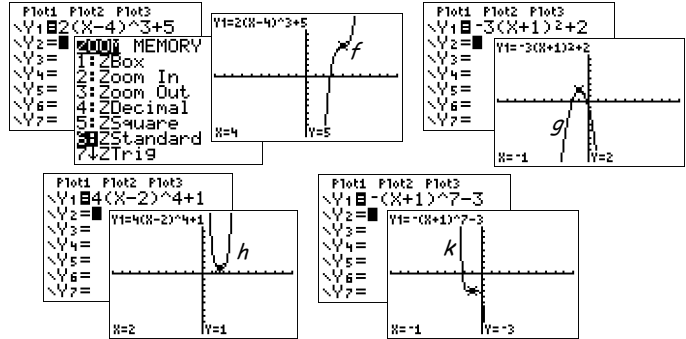 Plot1 Plot2 Plot3
\Y1=2(X-4)^3+5
\Y2=
\Y3=
\Y4=
\Y5=
\Y6=
\Y7=
ZOOM MEMORY
1:ZBox
2:Zoom In
3:Zoom Out
4:ZDecimal
5:ZSquare
6:ZStandard
7↓ZTrig
Y1=2(X-4)^3+5
f
X=4 Y=5
Plot1 Plot2 Plot3
\Y1=-3(X+1)²+2
\Y2=
\Y3=
\Y4=
\Y5=
\Y6=
\Y7=
Y1=-3(X+1)²+2
g
X=-1 Y=2
Plot1 Plot2 Plot3
\Y1=4(X-2)^4+1
\Y2=
\Y3=
\Y4=
\Y5=
\Y6=
\Y7=
Y1=4(X-2)^4+1
h
X=2 Y=1
Plot1 Plot2 Plot3
\Y1=-(X+1)^7-3
\Y2=
\Y3=
\Y4=
\Y5=
\Y6=
\Y7=
Y1=-(X+1)^7-3
k
X=-1 Y=-3